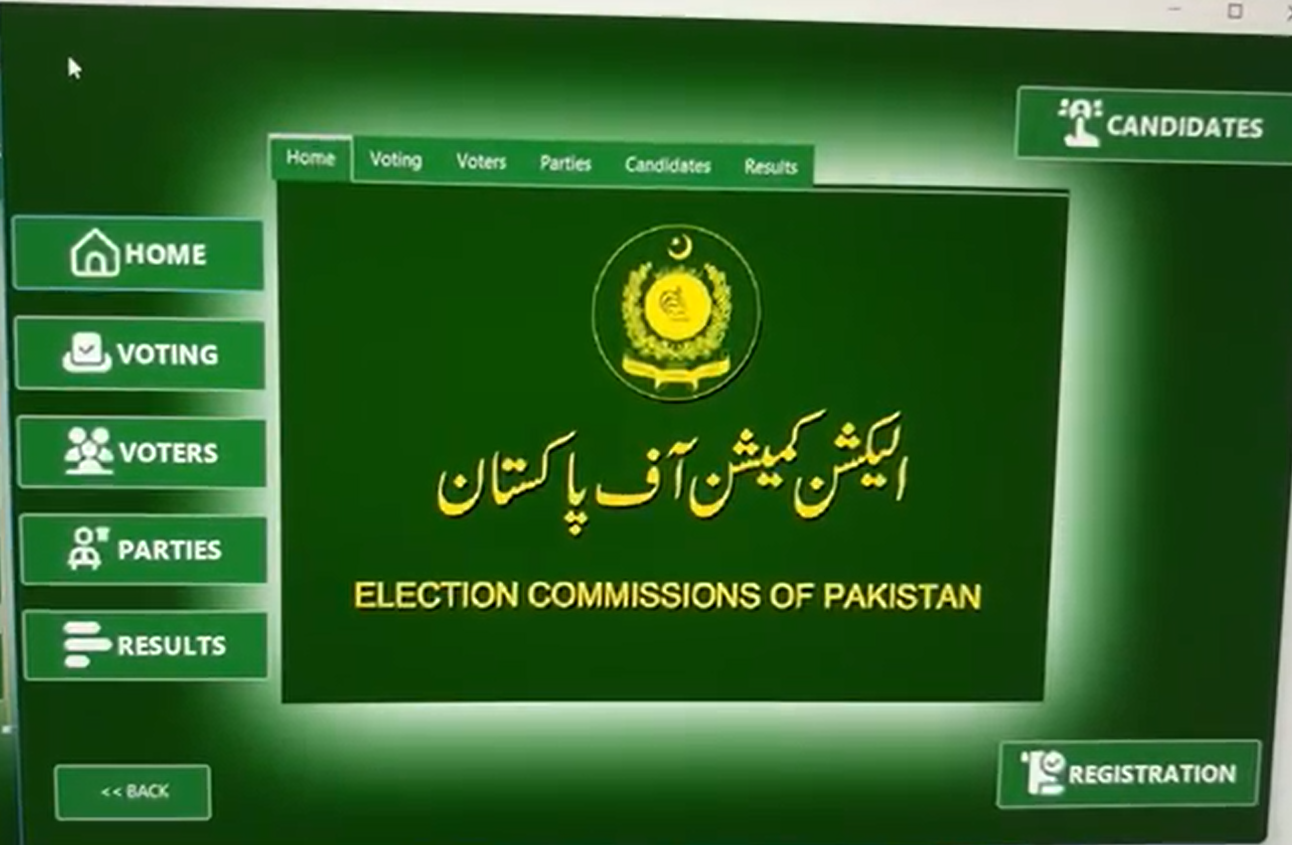 CANDIDATES
Home Voting Voters Parties Candidates Results
HOME
VOTING
VOTERS
PARTIES
RESULTS
الیکشن کمیشن آف پاکستان
ELECTION COMMISSIONS OF PAKISTAN
<< BACK
REGISTRATION